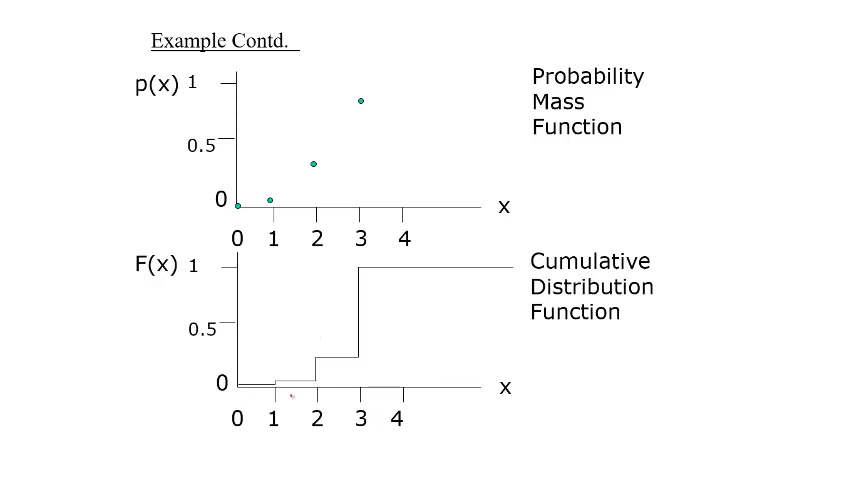 Example Contd.
p(x) 1
Probability
Mass
Function
0.5
0
x
0 1 2 3 4
F(x) 1
Cumulative
Distribution
Function
0.5
0
x
0 1 2 3 4